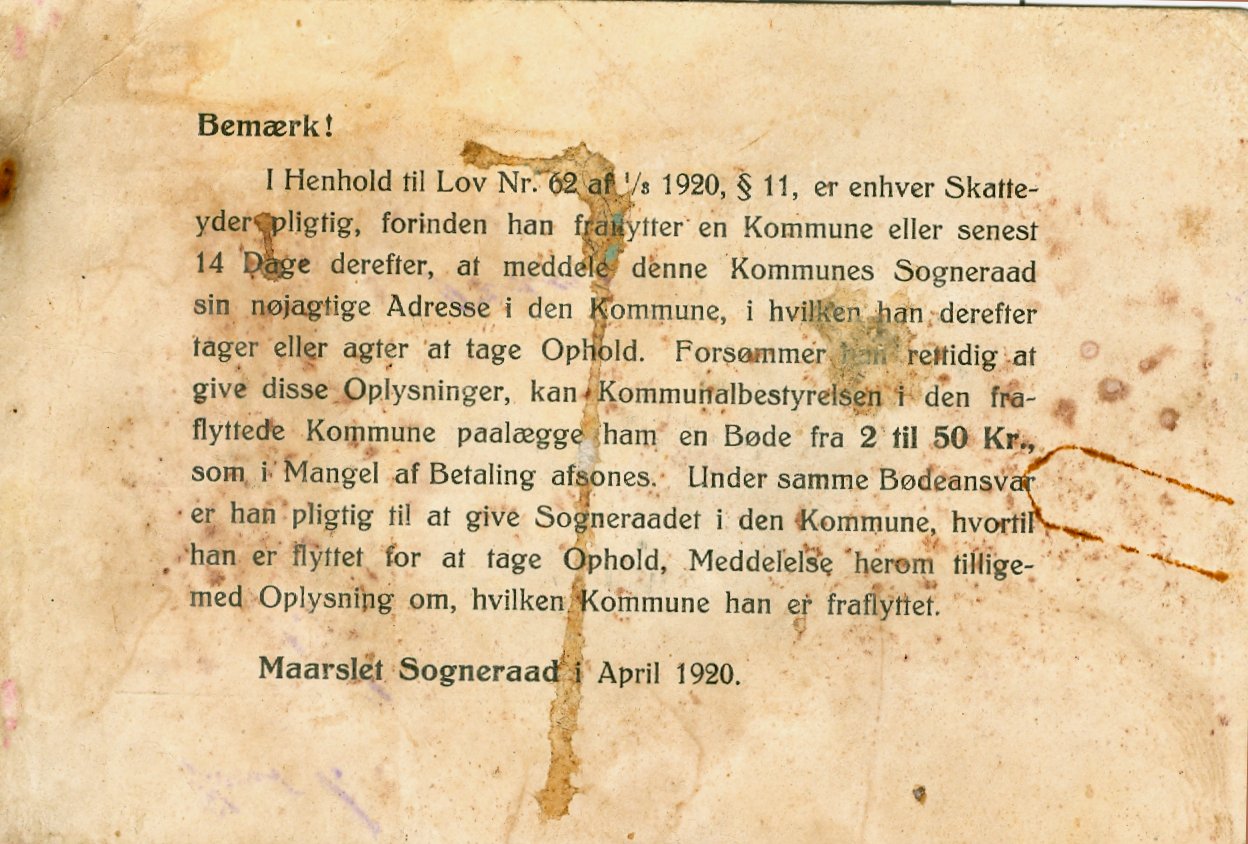 Bemærk!
I Henhold til Lov Nr. 62 af 1/8 1920, § 11, er enhver Skatte-
yder pligtig, forinden han fraflytter en Kommune eller senest
14 Dage derefter, at meddele denne Kommunes Sogneraad
sin nøjagtige Adresse i den Kommune, i hvilken han derefter
tager eller agter at tage Ophold. Forsømmer han rettidig at
give disse Oplysninger, kan Kommunalbestyrelsen i den fra-
flyttede Kommune paalægge ham en Bøde fra 2 til 50 Kr.,
som i Mangel af Betaling afsones. Under samme Bødeansvar
er han pligtig til at give Sogneraadet i den Kommune, hvortil
han er flyttet for at tage Ophold, Meddelelse herom tillige-
med Oplysning om, hvilken Kommune han er fraflyttet.
Maarslet Sogneraad i April 1920.